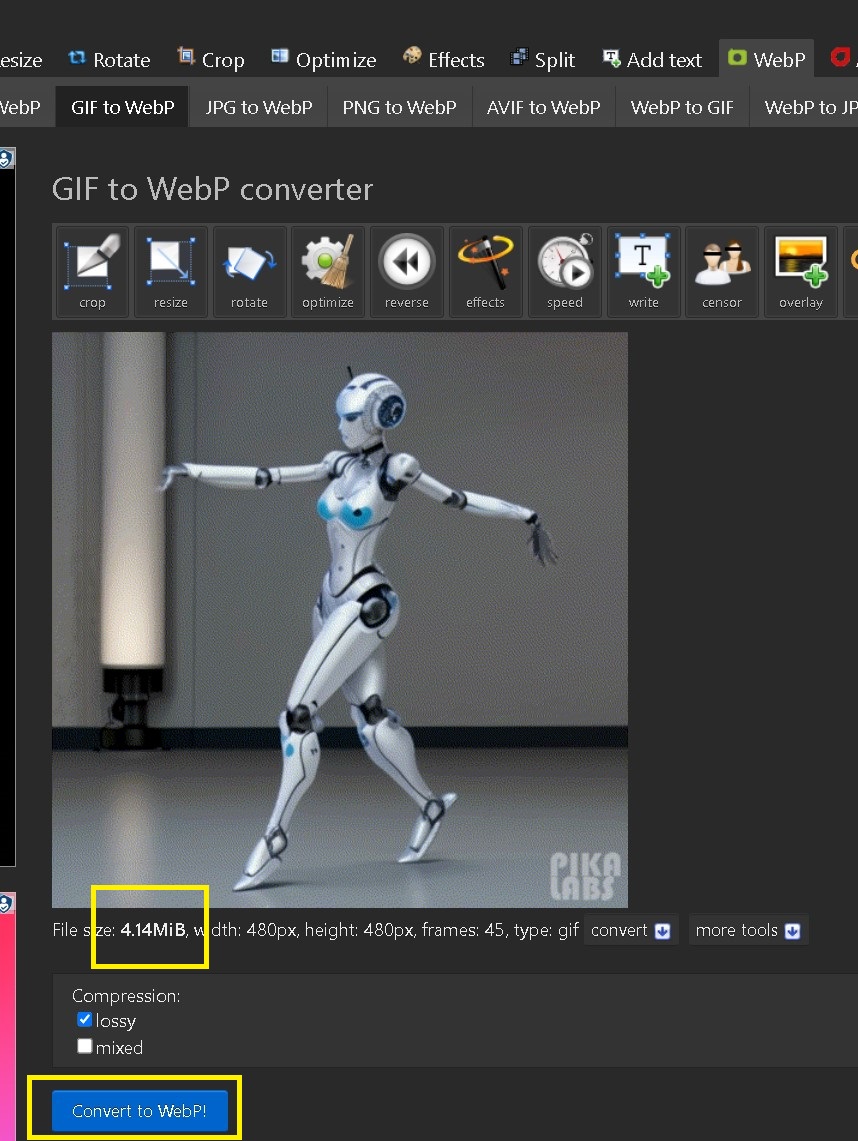 esize Rotate Crop Optimize Effects Split Add text WebP
WebP GIF to WebP JPG to WebP PNG to WebP AVIF to WebP WebP to GIF WebP to JP
GIF to WebP converter
crop resize rotate optimize reverse effects speed write censor overlay
T
PIKA
LABS
File size: 4.14MiB, width: 480px, height: 480px, frames: 45, type: gif convert more tools
Compression:
lossy
mixed
Convert to WebP!